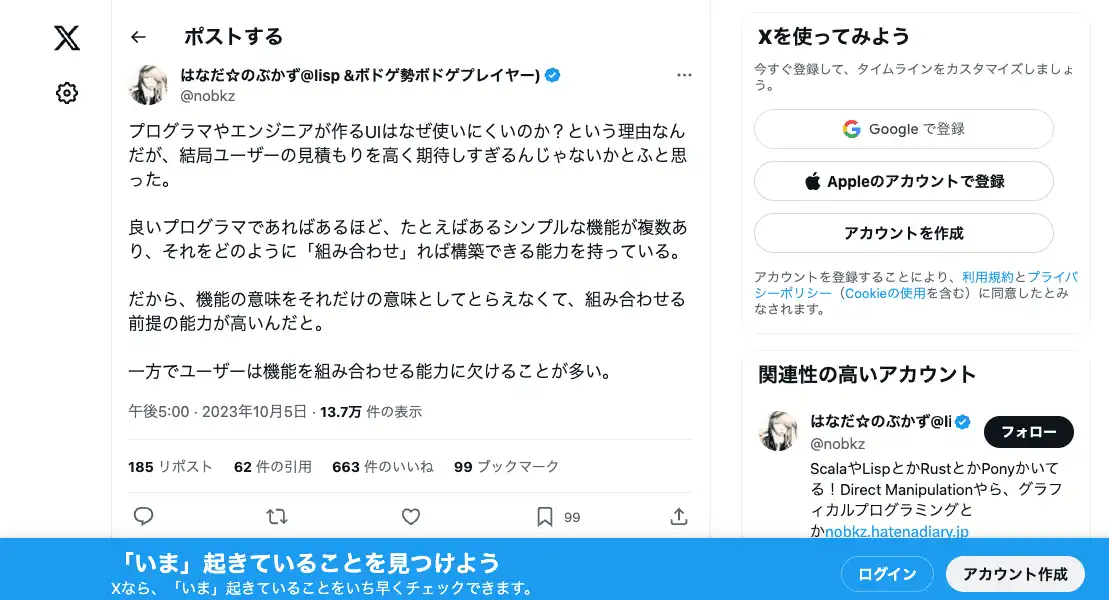 ポストする
はなだ☆のぶかず@lisp &ボドゲ勢ボドゲプレイヤー)
@nobkz
プログラマやエンジニアが作るUIはなぜ使いにくいのか？という理由なん
だが、結局ユーザーの見積もりを高く期待しすぎるんじゃないかとふと思
った。
良いプログラマであればあるほど、たとえばあるシンプルな機能が複数あ
り、それをどのように「組み合わせ」れば構築できる能力を持っている。
だから、機能の意味をそれだけの意味としてとらえなくて、組み合わせる
前提の能力が高いんだと。
一方でユーザーは機能を組み合わせる能力に欠けることが多い。
午後5:00 · 2023年10月5日 · 13.7万 件の表示
185 リポスト 62 件の引用 663 件のいいね 99 ブックマーク
99
Xを使ってみよう
今すぐ登録して、タイムラインをカスタマイズしましょ
う。
Google で登録
Appleのアカウントで登録
アカウントを作成
アカウントを登録することにより、利用規約とプライバ
シーポリシー（Cookieの使用を含む）に同意したとみ
なされます。
関連性の高いアカウント
はなだ☆のぶかず@li
@nobkz
フォロー
ScalaやLispとかRustとかPonyかいて
る！Direct Manipulationやら、グラフ
ィカルプログラミングと
かnobkz.hatenadiary.jp
「いま」起きていることを見つけよう
Xなら、「いま」起きていることをいち早くチェックできます。
ログイン
アカウント作成